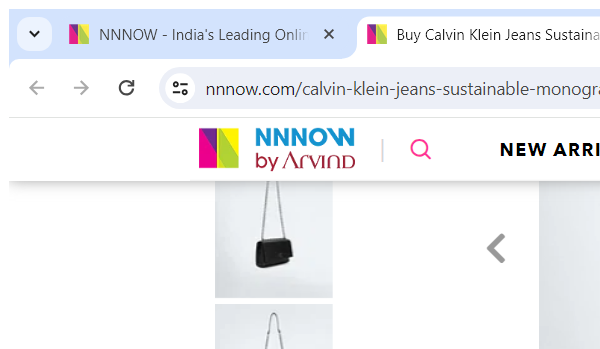 NNNOW - India's Leading Onlin
Buy Calvin Klein Jeans Sustaina
nnnow.com/calvin-klein-jeans-sustainable-monogra
NNNOW
by ARVIND
NEW ARRI